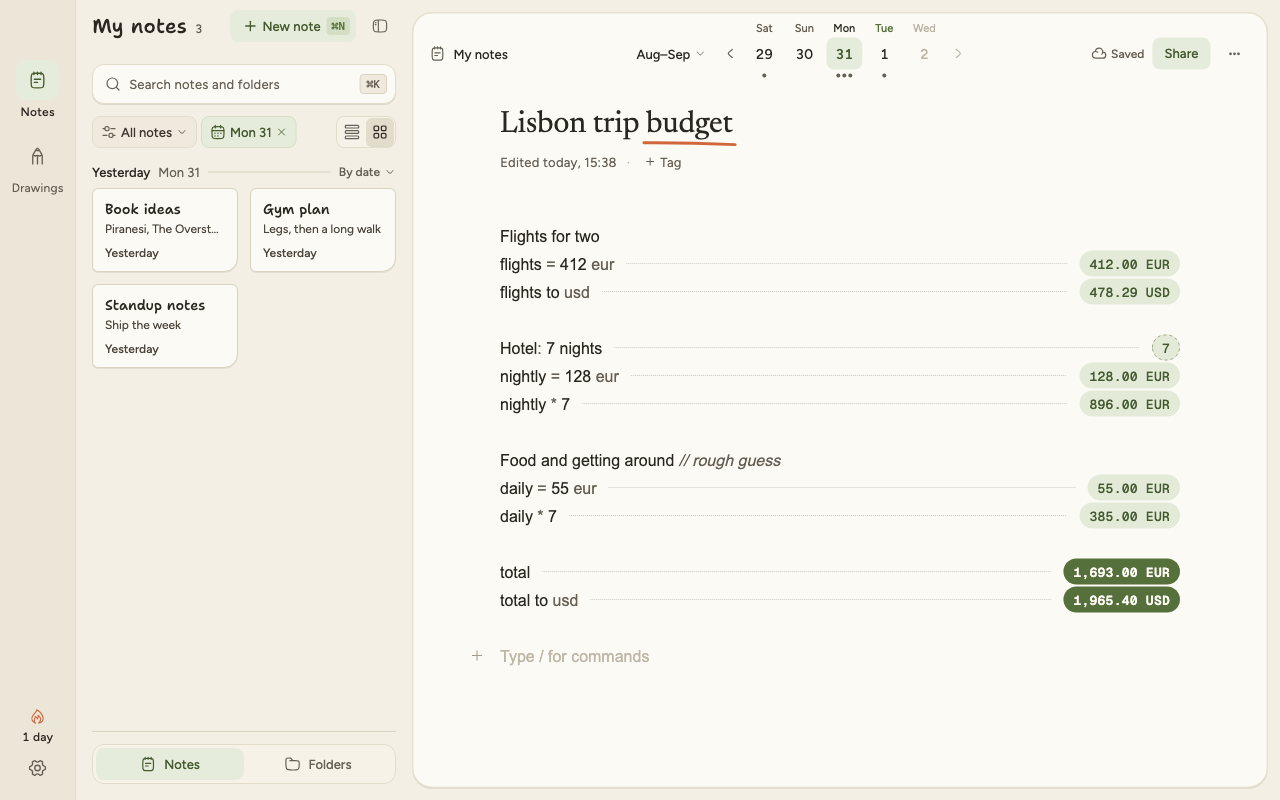 Notes
Drawings
1 day
My notes 3
New note ⌘N
Search notes and folders ⌘K
All notes
Mon 31 ×
Yesterday Mon 31 By date
Book ideas
Piranesi, The Overst…
Yesterday
Gym plan
Legs, then a long walk
Yesterday
Standup notes
Ship the week
Yesterday
Notes Folders
My notes
Aug–Sep
Sat Sun Mon Tue Wed
29 30 31 1 2
Saved
Share
Lisbon trip budget
Edited today, 15:38 · + Tag
Flights for two
flights = 412 eur 412.00 EUR
flights to usd 478.29 USD
Hotel: 7 nights 7
nightly = 128 eur 128.00 EUR
nightly * 7 896.00 EUR
Food and getting around // rough guess
daily = 55 eur 55.00 EUR
daily * 7 385.00 EUR
total 1,693.00 EUR
total to usd 1,965.40 USD
+ Type / for commands